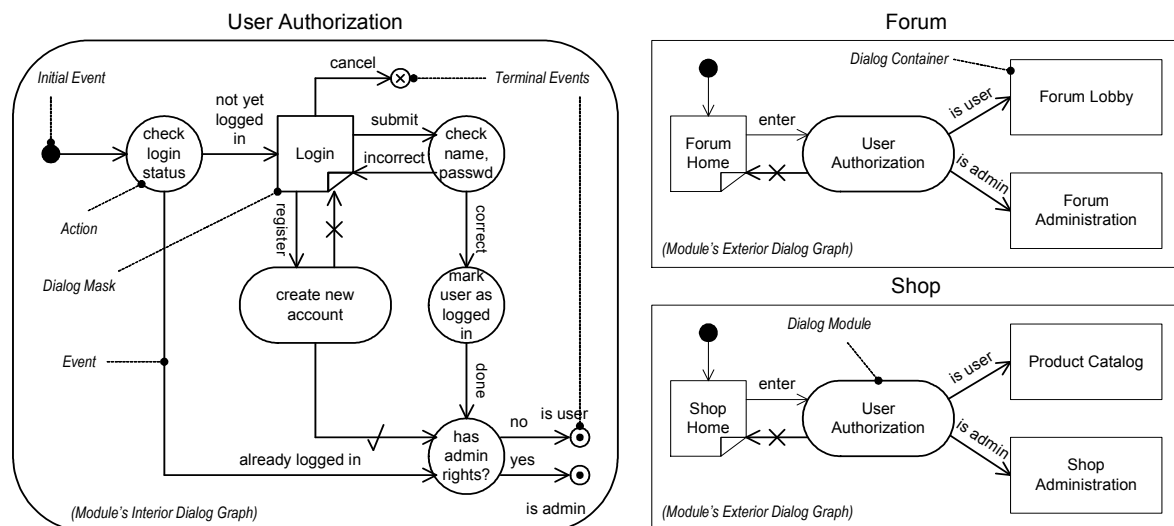 User Authorization
Initial Event
cancel
Terminal Events
not yet
logged
in
check
login
status
Login
submit
incorrect
check
name,
passwd
Action
register
correct
Dialog Mask
create new
account
mark
user as
logged
in
Event
done
no
is user
has
admin
rights?
already logged in
yes
is admin
(Module's Interior Dialog Graph)
Forum
Dialog Container
Forum Lobby
is user
enter
Forum
Home
User
Authorization
is admin
Forum
Administration
(Module's Exterior Dialog Graph)
Shop
Dialog Module
Product Catalog
is user
enter
Shop
Home
User
Authorization
is admin
Shop
Administration
(Module's Exterior Dialog Graph)